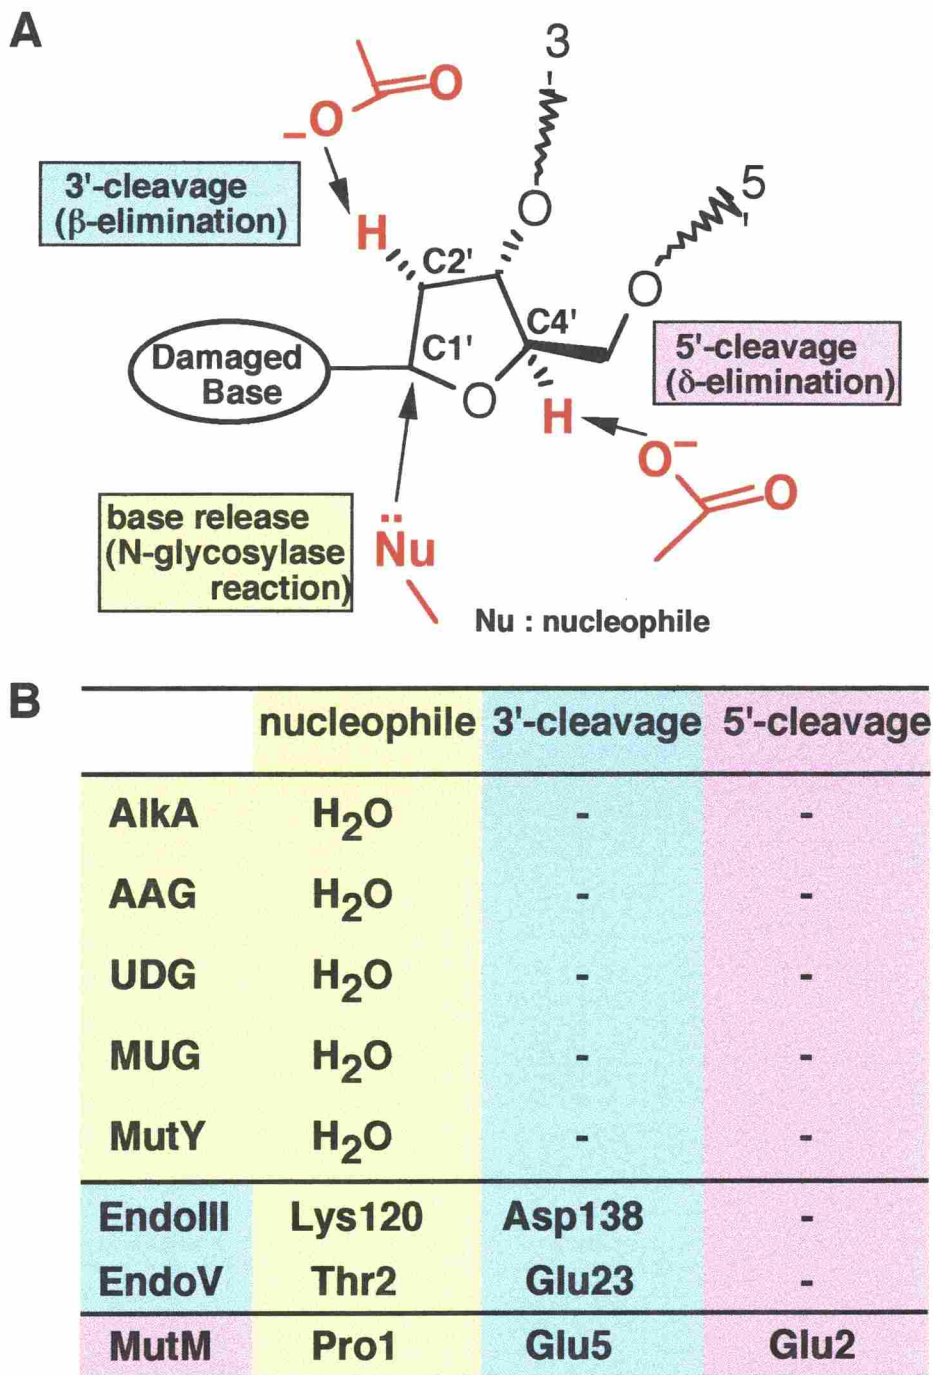 A
3'
O
–O
O
3'-cleavage
(β-elimination)
H
O
5'
C2'
O
C4'
C1'
Damaged
Base
5'-cleavage
(δ-elimination)
O
H
O–
O
base release
(N-glycosylase
reaction)
N̈u
Nu : nucleophile
B
nucleophile 3'-cleavage 5'-cleavage
AlkA H2O - -
AAG H2O - -
UDG H2O - -
MUG H2O - -
MutY H2O - -
EndoIII Lys120 Asp138 -
EndoV Thr2 Glu23 -
MutM Pro1 Glu5 Glu2